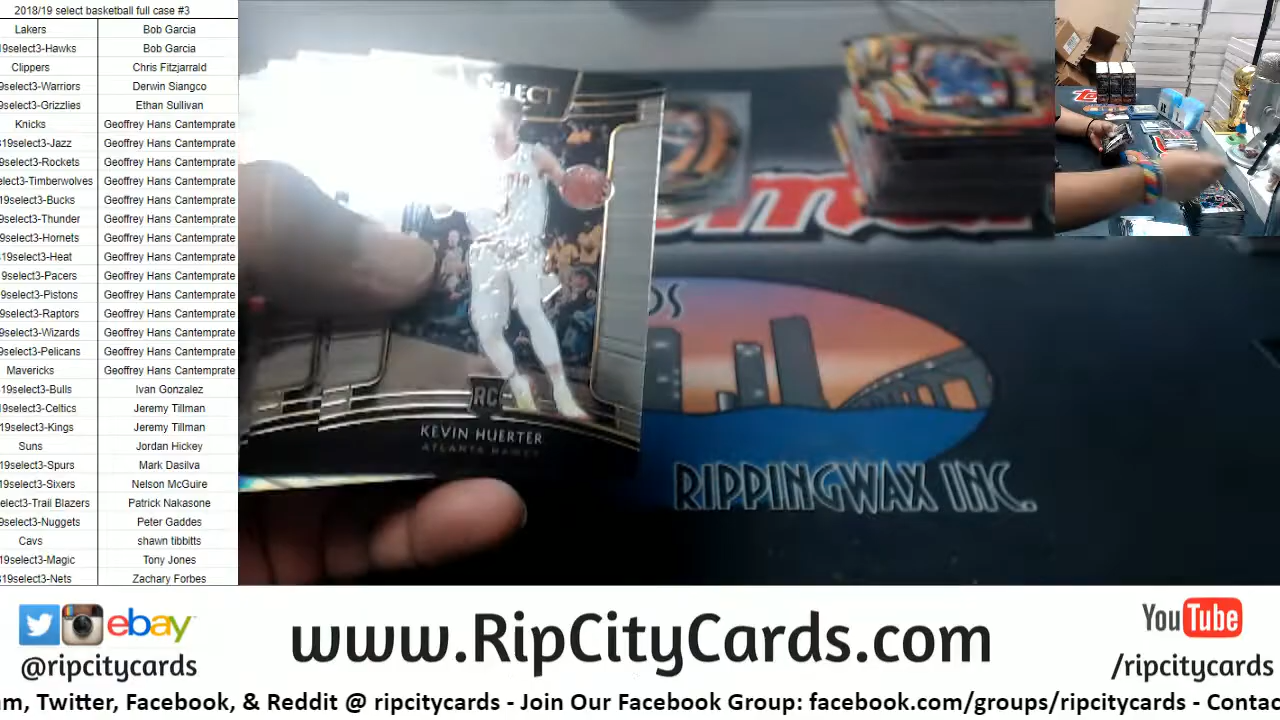 2018/19 select basketball full case #3
Lakers Bob Garcia
19select3-Hawks Bob Garcia
Clippers Chris Fitzjarrald
9select3-Warriors Derwin Siangco
9select3-Grizzlies Ethan Sullivan
Knicks Geoffrey Hans Cantemprate
19select3-Jazz Geoffrey Hans Cantemprate
9select3-Rockets Geoffrey Hans Cantemprate
elect3-Timberwolves Geoffrey Hans Cantemprate
19select3-Bucks Geoffrey Hans Cantemprate
9select3-Thunder Geoffrey Hans Cantemprate
9select3-Hornets Geoffrey Hans Cantemprate
19select3-Heat Geoffrey Hans Cantemprate
9select3-Pacers Geoffrey Hans Cantemprate
9select3-Pistons Geoffrey Hans Cantemprate
9select3-Raptors Geoffrey Hans Cantemprate
9select3-Wizards Geoffrey Hans Cantemprate
9select3-Pelicans Geoffrey Hans Cantemprate
Mavericks Geoffrey Hans Cantemprate
19select3-Bulls Ivan Gonzalez
9select3-Celtics Jeremy Tillman
19select3-Kings Jeremy Tillman
Suns Jordan Hickey
19select3-Spurs Mark Dasilva
9select3-Sixers Nelson McGuire
elect3-Trail Blazers Patrick Nakasone
9select3-Nuggets Peter Gaddes
Cavs shawn tibbitts
19select3-Magic Tony Jones
19select3-Nets Zachary Forbes
SELECT
RC
KEVIN HUERTER
ATLANTA HAWKS
DS
RIPPINGWAX INC.
ebay
@ripcitycards
www.RipCityCards.com
YouTube
/ripcitycards
am, Twitter, Facebook, & Reddit @ ripcitycards - Join Our Facebook Group: facebook.com/groups/ripcitycards - Contac